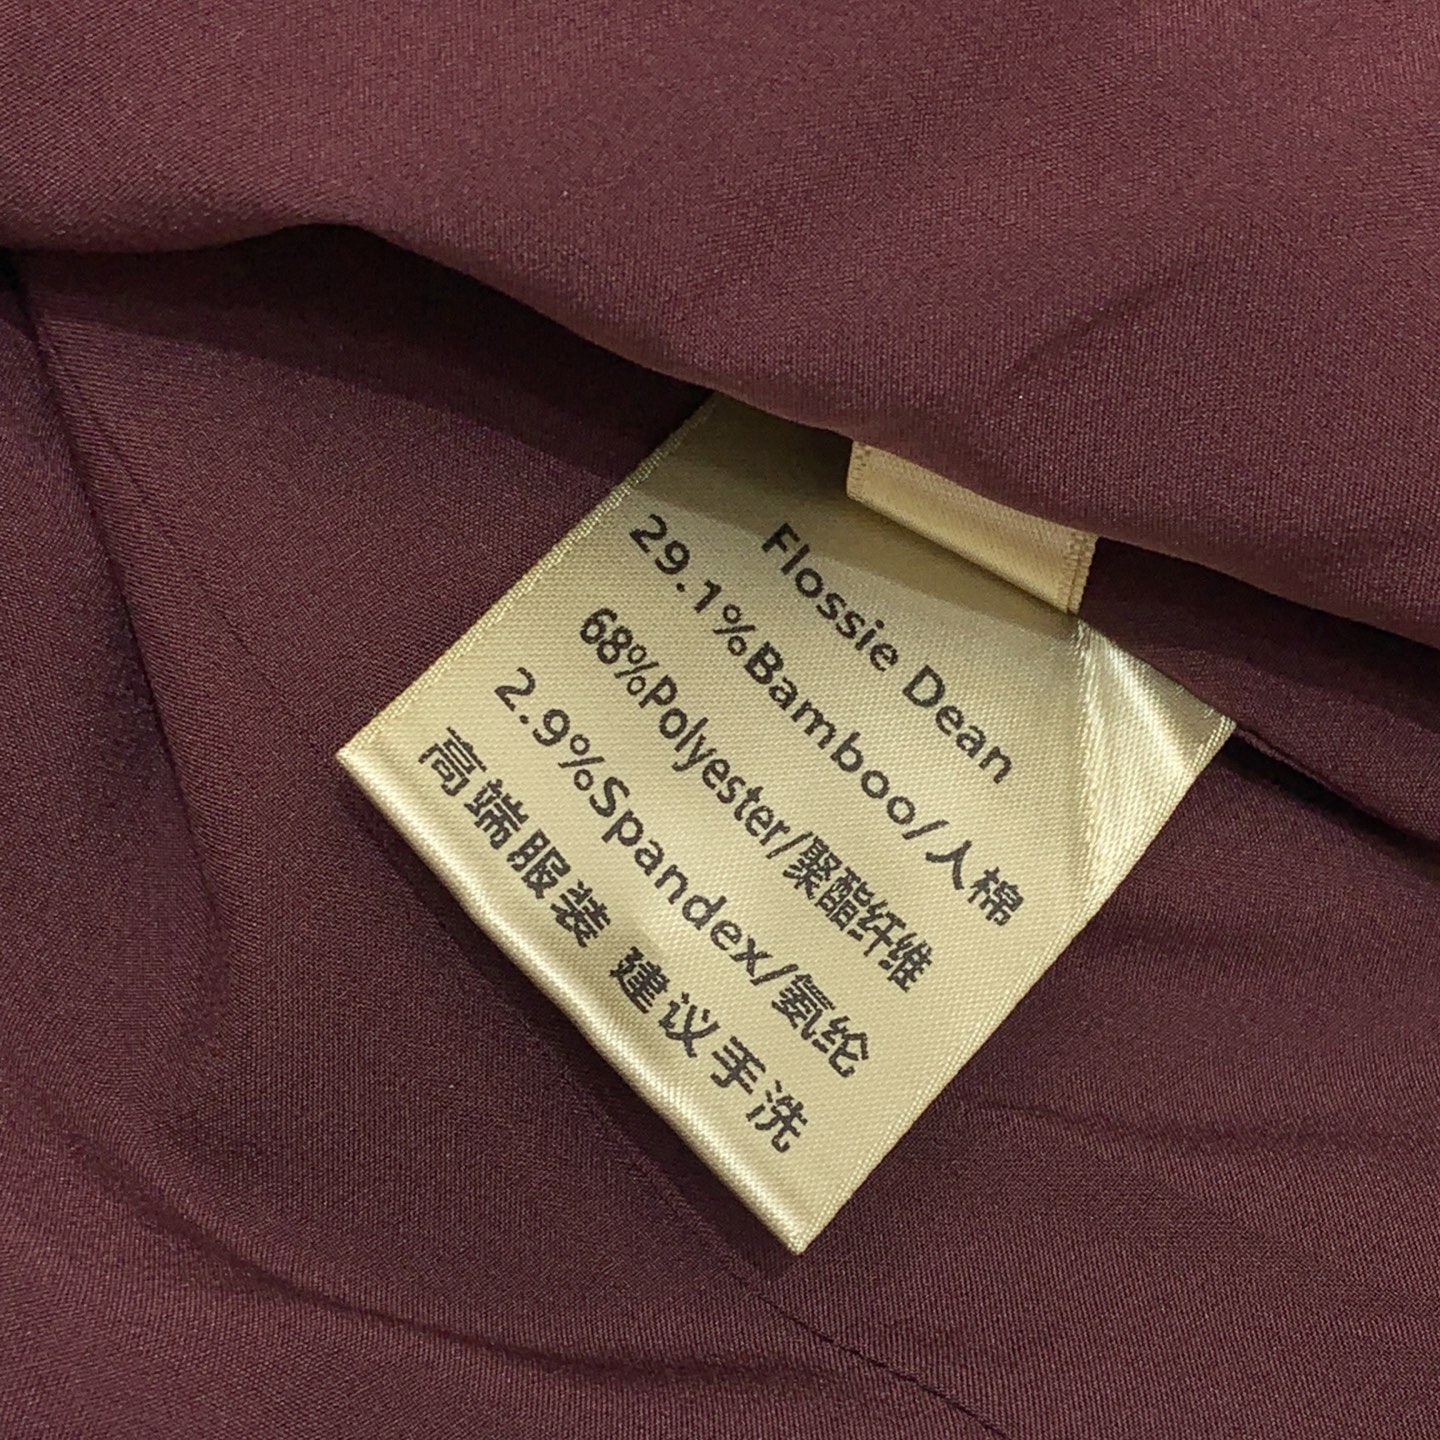 Flossie Dean
29.1%Bamboo/人棉
68%Polyester/聚酯纤维
2.9%Spandex/氨纶
高端服装 建议手洗